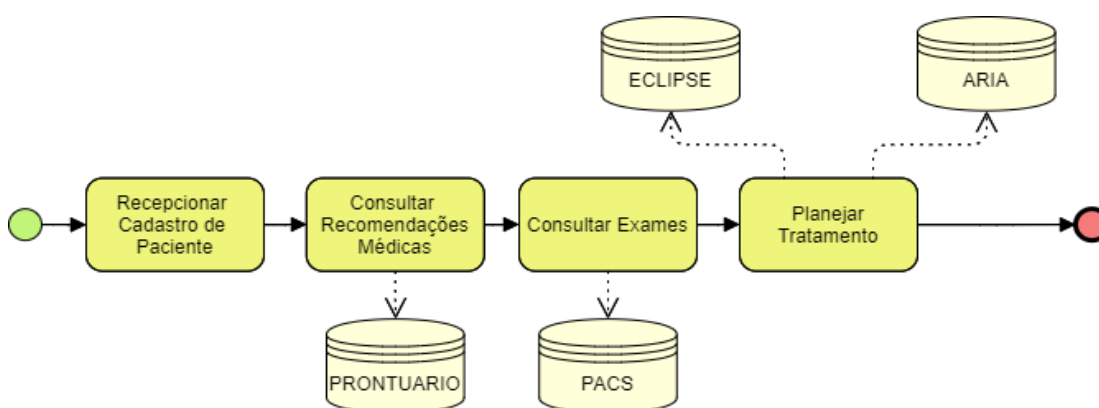 ECLIPSE
ARIA
Recepcionar
Cadastro de
Paciente
Consultar
Recomendações
Médicas
Consultar Exames
Planejar
Tratamento
PRONTUARIO
PACS